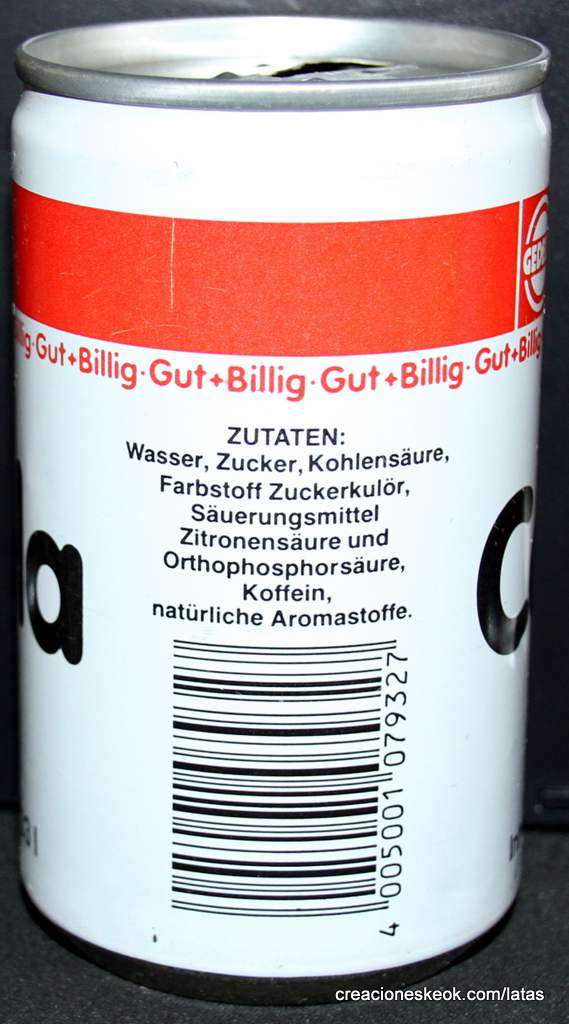 Gut+Billig·Gut+Billig·Gut+Billig·Gut+Billig
ZUTATEN:
Wasser, Zucker, Kohlensäure,
Farbstoff Zuckerkulör,
Säuerungsmittel
Zitronensäure und
Orthophosphorsäure,
Koffein,
natürliche Aromastoffe.
la
C
4 005001 079327
creacioneskeok.com/latas